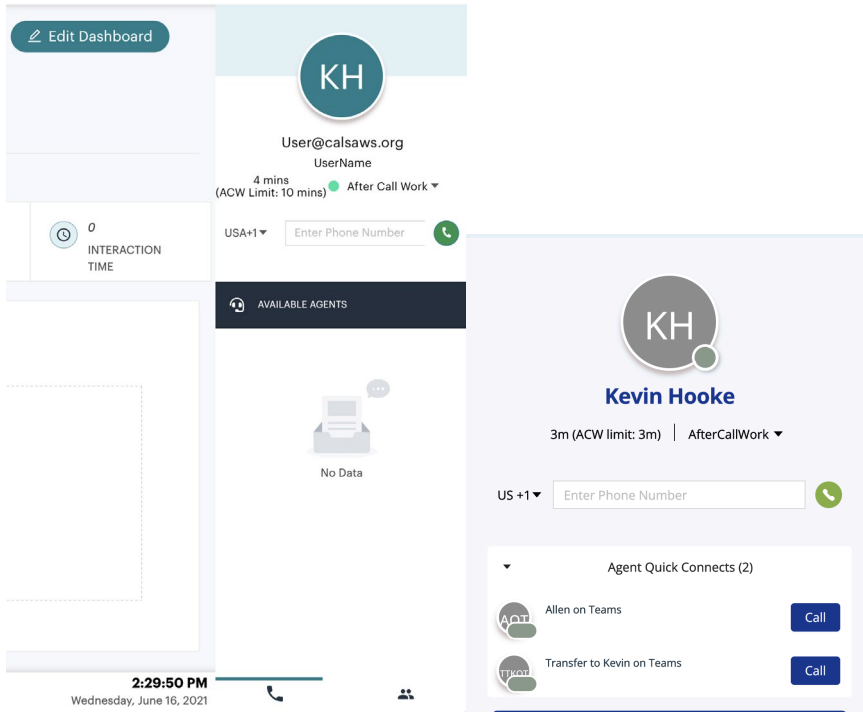 Edit Dashboard
0
INTERACTION
TIME
2:29:50 PM
Wednesday, June 16, 2021
KH
User@calsaws.org
UserName
4 mins
(ACW Limit: 10 mins)
After Call Work
USA+1
Enter Phone Number
AVAILABLE AGENTS
No Data
KH
Kevin Hooke
3m (ACW limit: 3m)
AfterCallWork
US +1
Enter Phone Number
Agent Quick Connects (2)
AOT
Allen on Teams
Call
TTKOT
Transfer to Kevin on Teams
Call